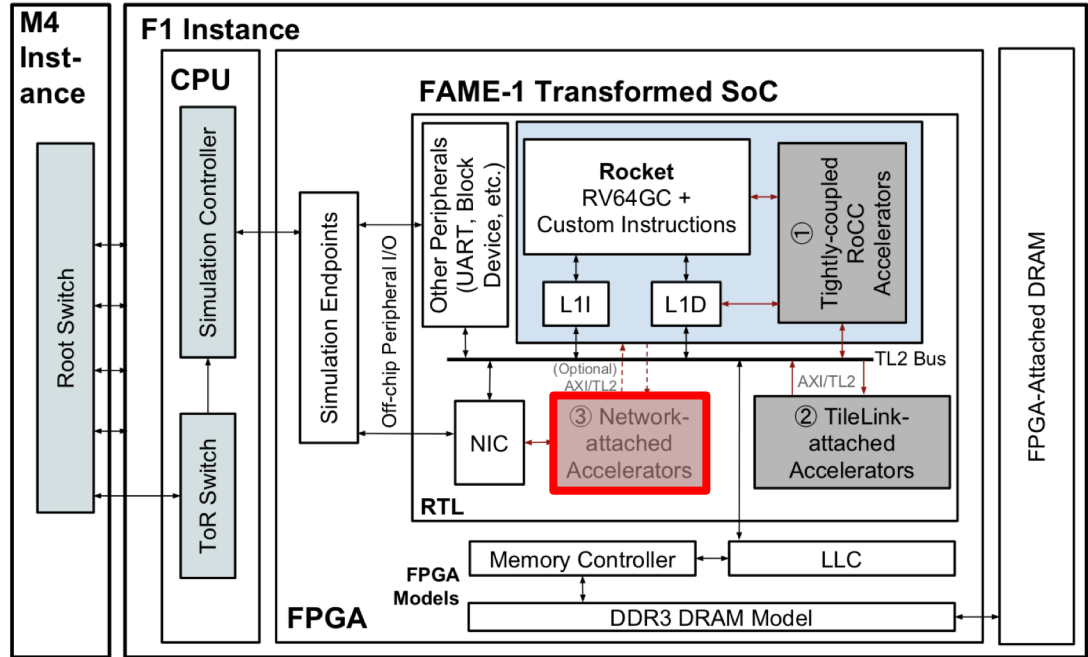 M4
Inst-
ance
Root Switch
F1 Instance
CPU
Simulation Controller
ToR Switch
FPGA
Simulation Endpoints
Off-chip Peripheral I/O
FAME-1 Transformed SoC
RTL
Other Peripherals
(UART, Block
Device, etc.)
Rocket
RV64GC +
Custom Instructions
① 
Tightly-coupled
RoCC
Accelerators
L1I
L1D
TL2 Bus
(Optional)
AXI/TL2
AXI/TL2
NIC
③ Network-
attached
Accelerators
② TileLink-
attached
Accelerators
FPGA
Models
Memory Controller
LLC
DDR3 DRAM Model
FPGA-Attached DRAM